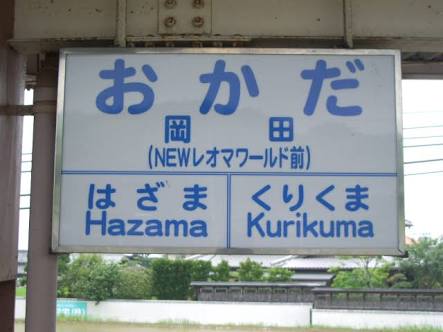 おかだ
岡田
(NEWレオマワールド前)
はざま
Hazama
くりくま
Kurikuma